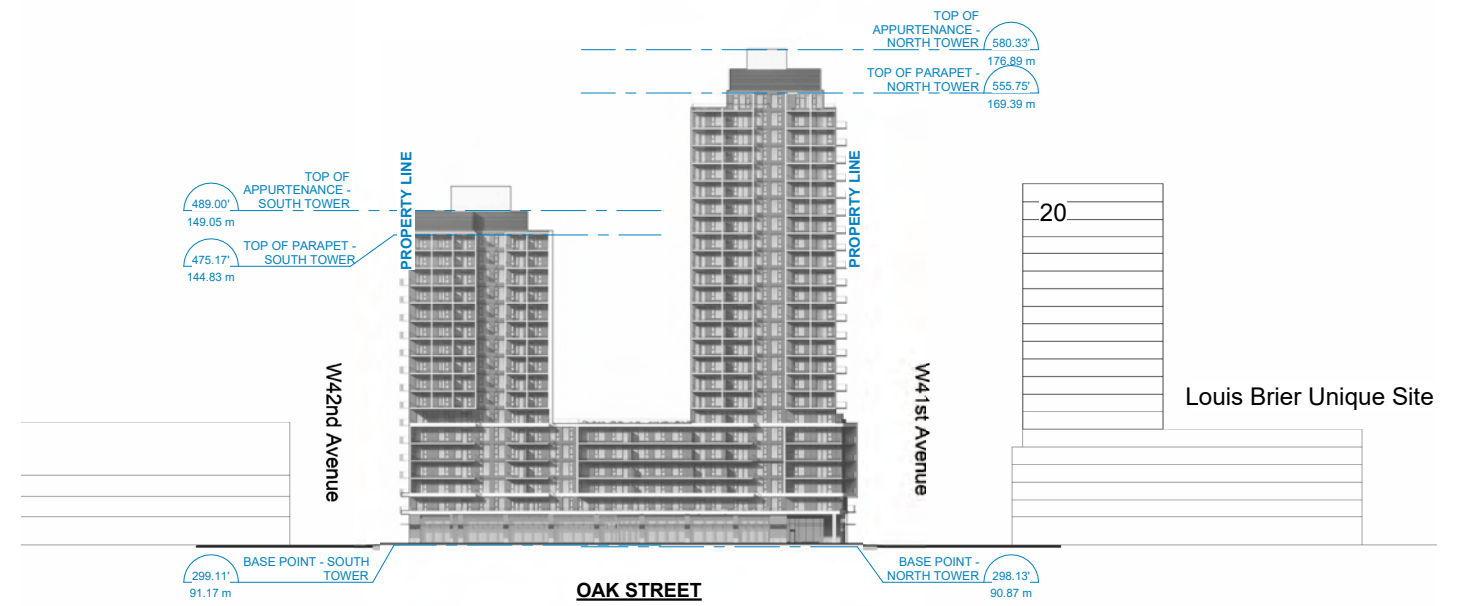 TOP OF
APPURTENANCE -
NORTH TOWER
580.33'
176.89 m
TOP OF PARAPET -
NORTH TOWER
555.75'
169.39 m
PROPERTY LINE
PROPERTY LINE
TOP OF
APPURTENANCE -
SOUTH TOWER
489.00'
149.05 m
TOP OF PARAPET -
SOUTH TOWER
475.17'
144.83 m
20
Louis Brier Unique Site
W42nd Avenue
W41st Avenue
BASE POINT - SOUTH
TOWER
299.11'
91.17 m
OAK STREET
BASE POINT -
NORTH TOWER
298.13'
90.87 m